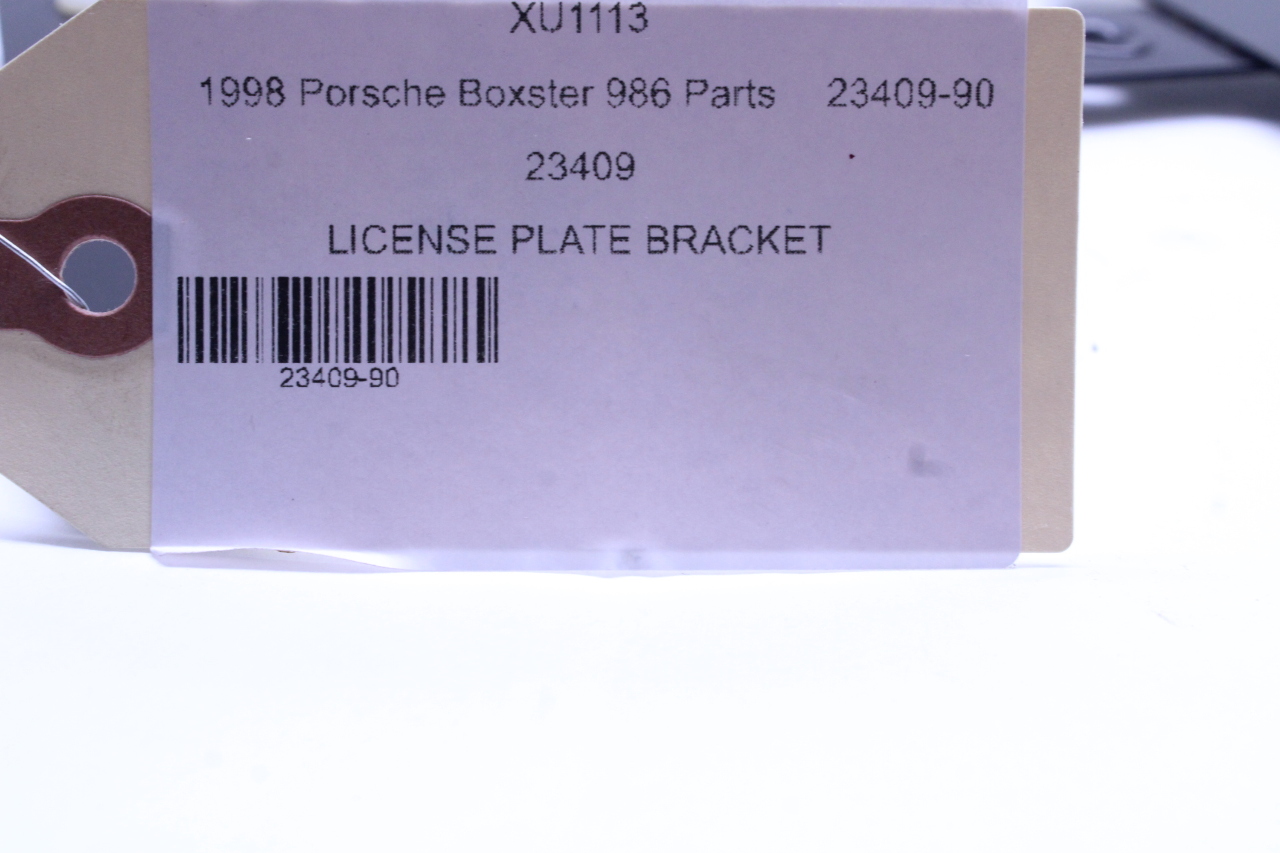 XU1113
1998 Porsche Boxster 986 Parts 23409-90
23409
LICENSE PLATE BRACKET
23409-90